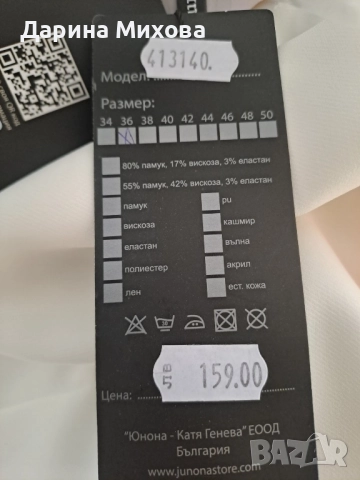 Дарина Михова
413140.
Модел:
Размер:
34 36 38 40 42 44 46 48 50
80% памук, 17% вискоза, 3% еластан
55% памук, 42% вискоза, 3% еластан
памук
pu
вискоза
кашмир
еластан
вълна
полиестер
акрил
лен
ест. кожа
Цена:
лв 159.00
"Юнона - Катя Генева" ЕООД
България
www.junonastore.com
BAZAR